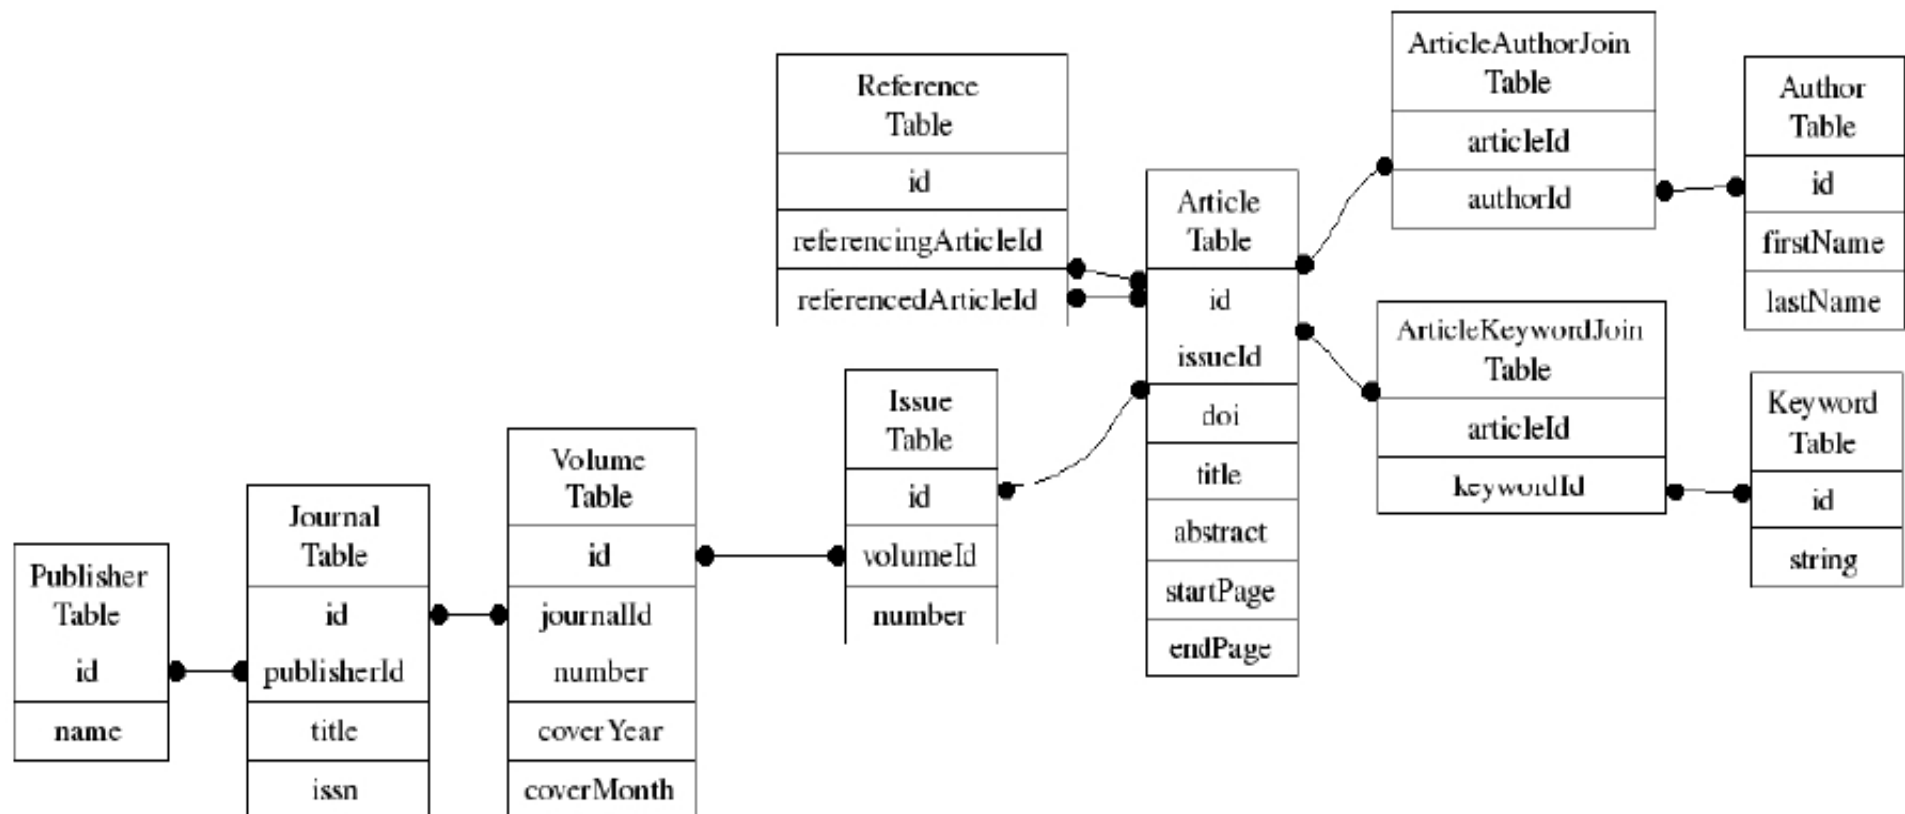 Reference
Table
id
referencingArticleId
referencedArticleId
ArticleAuthorJoin
Table
articleId
authorId
Author
Table
id
firstName
lastName
Article
Table
id
issueId
doi
title
abstract
startPage
endPage
ArticleKeywordJoin
Table
articleId
keywordId
Keyword
Table
id
string
Issue
Table
id
volumeId
number
Volume
Table
id
journalId
number
coverYear
coverMonth
Journal
Table
id
publisherId
title
issn
Publisher
Table
id
name